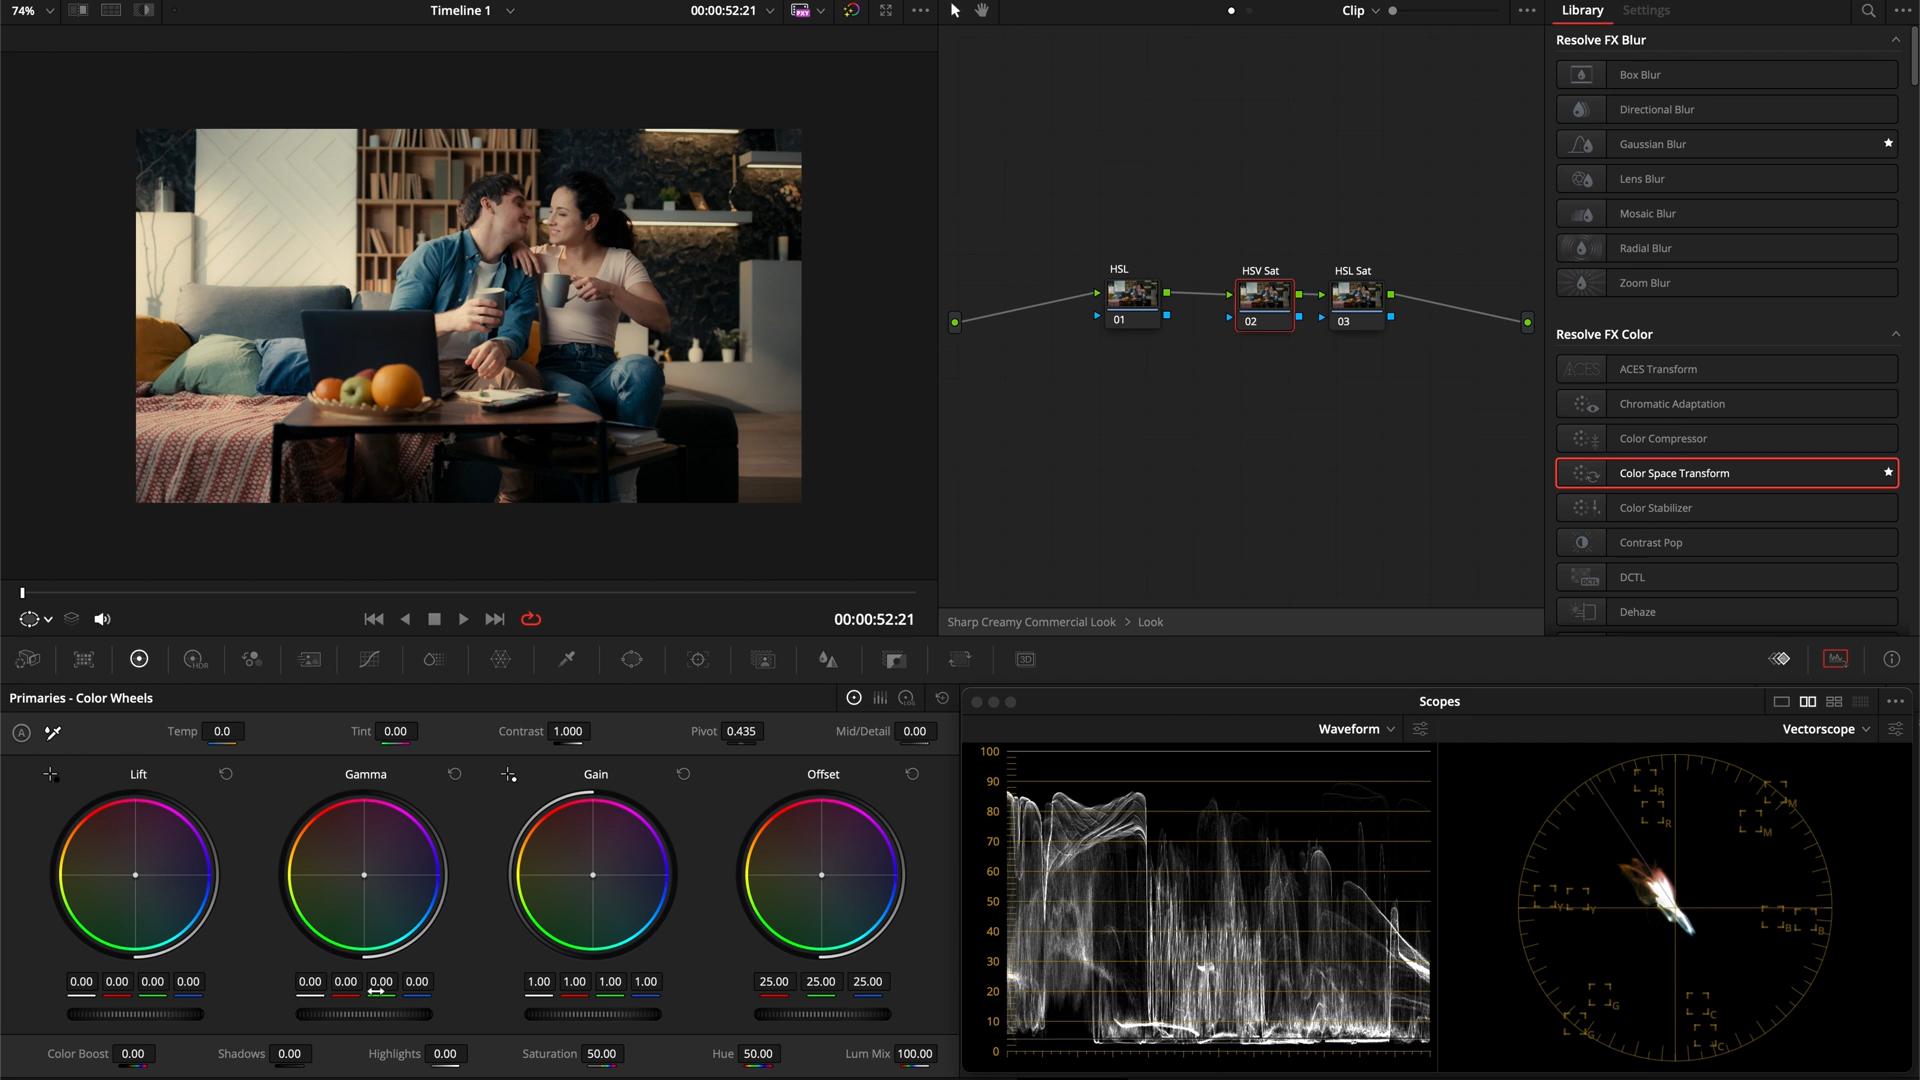 74%
Timeline 1
00:00:52:21
PXY
Clip
Library
Settings
Resolve FX Blur
Box Blur
Directional Blur
Gaussian Blur
Lens Blur
Mosaic Blur
Radial Blur
Zoom Blur
Resolve FX Color
ACES Transform
Chromatic Adaptation
Color Compressor
Color Space Transform
Color Stabilizer
Contrast Pop
DCTL
Dehaze
HSL
01
HSV Sat
02
HSL Sat
03
00:00:52:21
Sharp Creamy Commercial Look > Look
HDR
3D
Primaries - Color Wheels
LOG
A
Temp 0.0
Tint 0.00
Contrast 1.000
Pivot 0.435
Mid/Detail 0.00
Lift
Gamma
Gain
Offset
0.00 0.00 0.00 0.00
0.00 0.00 0.00 0.00
1.00 1.00 1.00 1.00
25.00 25.00 25.00
Color Boost 0.00
Shadows 0.00
Highlights 0.00
Saturation 50.00
Hue 50.00
Lum Mix 100.00
Scopes
Waveform
Vectorscope
100
90
80
70
60
50
40
30
20
10
0
R
R
M
M
Y
Y
B
B
G
G
C
C